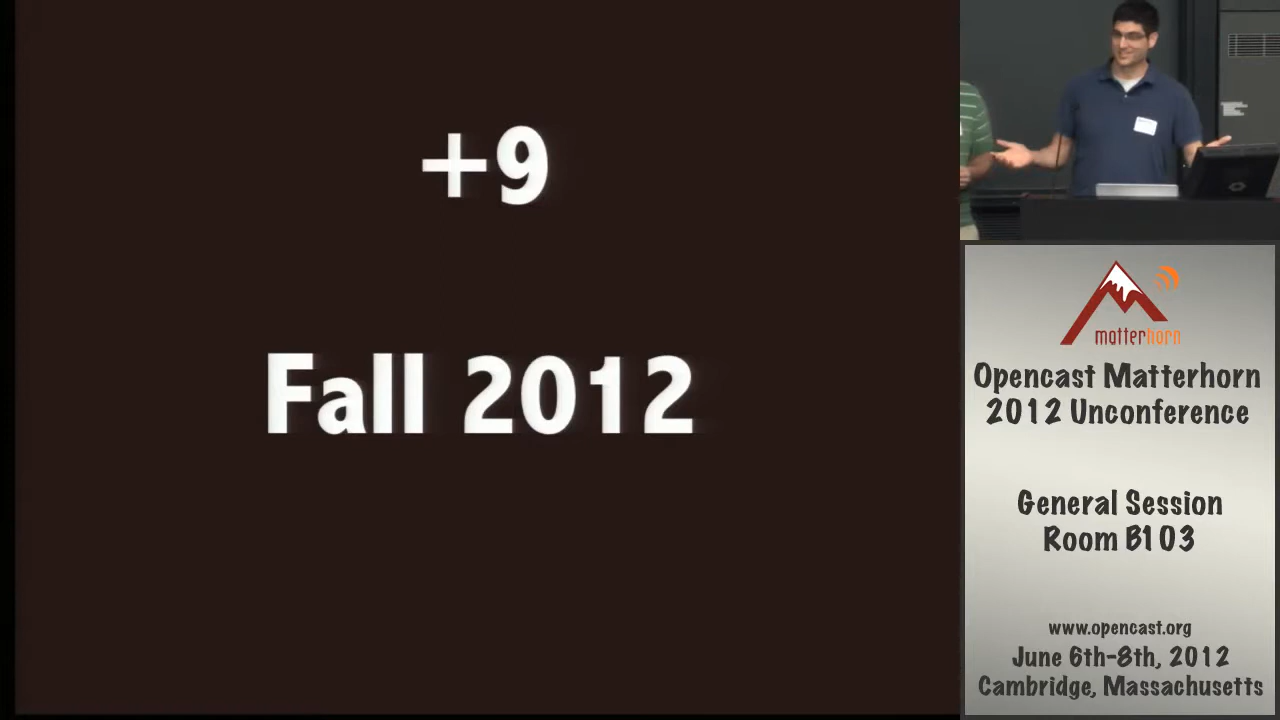 +9
Fall 2012
matterhorn
Opencast Matterhorn
2012 Unconference
General Session
Room B103
www.opencast.org
June 6th-8th, 2012
Cambridge, Massachusetts